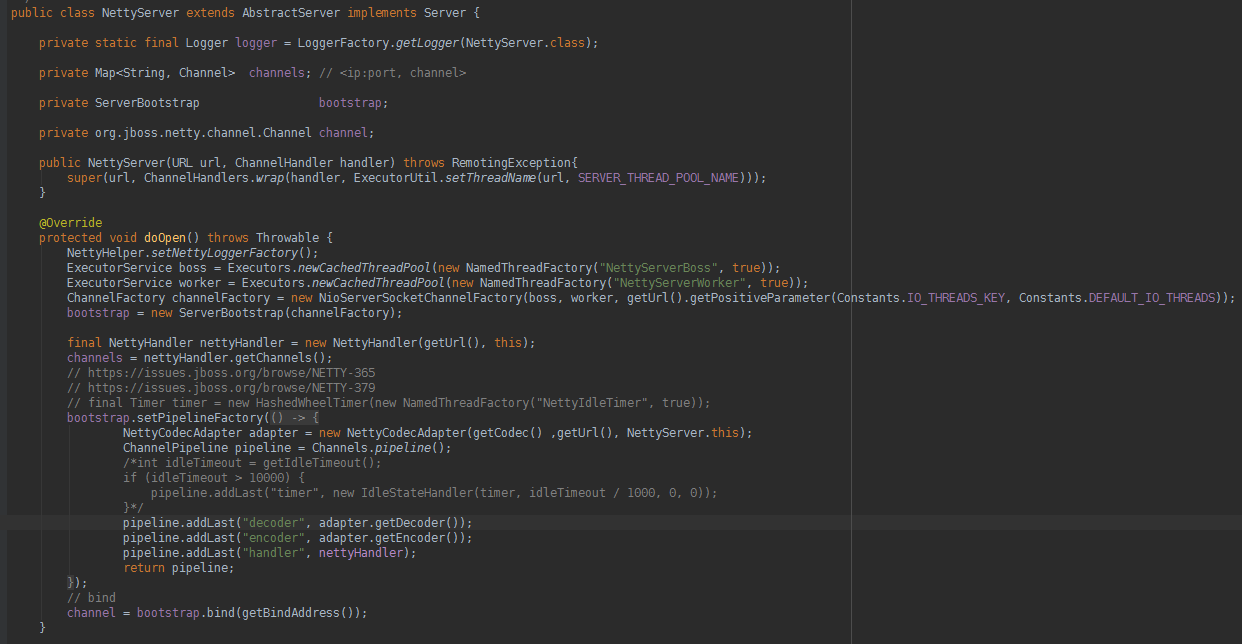 public class NettyServer extends AbstractServer implements Server {
private static final Logger logger = LoggerFactory.getLogger(NettyServer.class);
private Map<String, Channel>  channels; // <ip:port, channel>
private ServerBootstrap                 bootstrap;
private org.jboss.netty.channel.Channel channel;
public NettyServer(URL url, ChannelHandler handler) throws RemotingException{
super(url, ChannelHandlers.wrap(handler, ExecutorUtil.setThreadName(url, SERVER_THREAD_POOL_NAME)));
}
@Override
protected void doOpen() throws Throwable {
NettyHelper.setNettyLoggerFactory();
ExecutorService boss = Executors.newCachedThreadPool(new NamedThreadFactory("NettyServerBoss", true));
ExecutorService worker = Executors.newCachedThreadPool(new NamedThreadFactory("NettyServerWorker", true));
ChannelFactory channelFactory = new NioServerSocketChannelFactory(boss, worker, getUrl().getPositiveParameter(Constants.IO_THREADS_KEY, Constants.DEFAULT_IO_THREADS));
bootstrap = new ServerBootstrap(channelFactory);
final NettyHandler nettyHandler = new NettyHandler(getUrl(), this);
channels = nettyHandler.getChannels();
// https://issues.jboss.org/browse/NETTY-365
// https://issues.jboss.org/browse/NETTY-379
// final Timer timer = new HashedWheelTimer(new NamedThreadFactory("NettyIdleTimer", true));
bootstrap.setPipelineFactory(() -> {
NettyCodecAdapter adapter = new NettyCodecAdapter(getCodec() ,getUrl(), NettyServer.this);
ChannelPipeline pipeline = Channels.pipeline();
/*int idleTimeout = getIdleTimeout();
if (idleTimeout > 10000) {
pipeline.addLast("timer", new IdleStateHandler(timer, idleTimeout / 1000, 0, 0));
}*/
pipeline.addLast("decoder", adapter.getDecoder());
pipeline.addLast("encoder", adapter.getEncoder());
pipeline.addLast("handler", nettyHandler);
return pipeline;
});
// bind
channel = bootstrap.bind(getBindAddress());
}